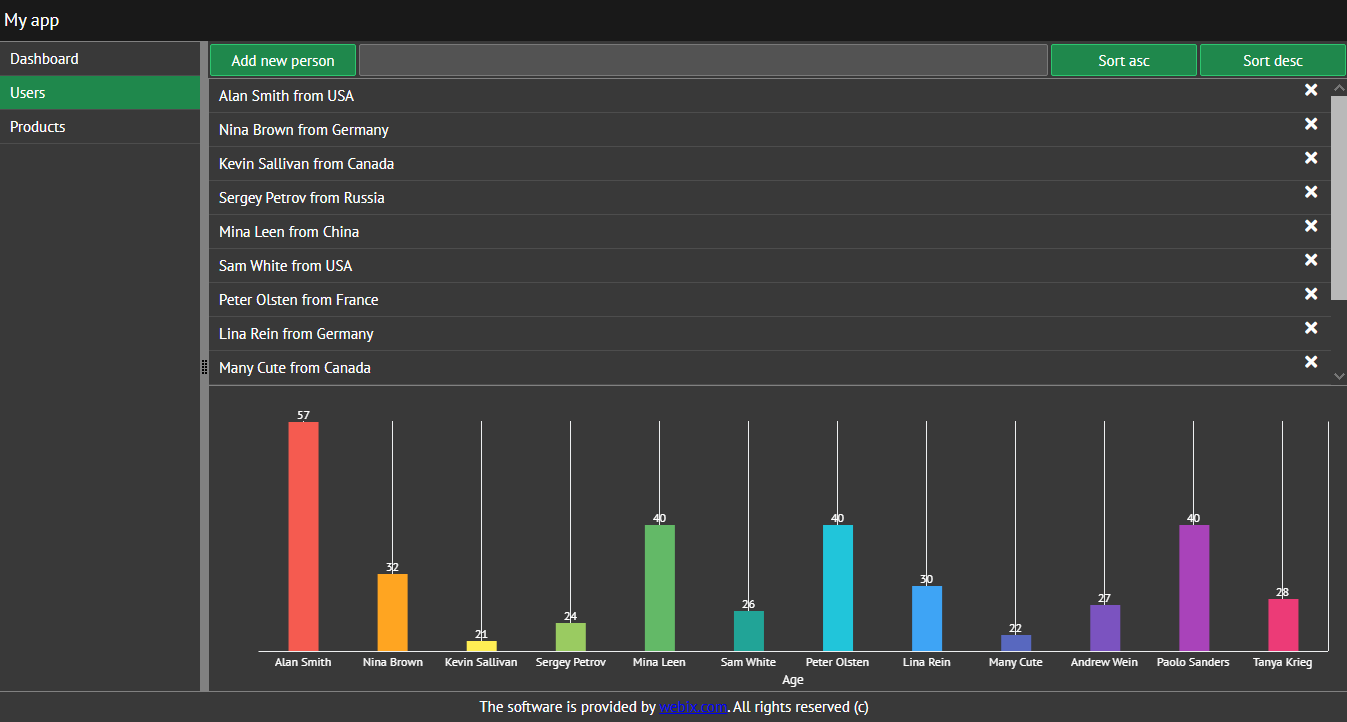 My app
Dashboard
Users
Products
Add new person
Sort asc
Sort desc
Alan Smith from USA
Nina Brown from Germany
Kevin Sallivan from Canada
Sergey Petrov from Russia
Mina Leen from China
Sam White from USA
Peter Olsten from France
Lina Rein from Germany
Many Cute from Canada
57
32
21
24
40
26
40
30
22
27
40
28
Alan Smith
Nina Brown
Kevin Sallivan
Sergey Petrov
Mina Leen
Sam White
Peter Olsten
Lina Rein
Many Cute
Andrew Wein
Paolo Sanders
Tanya Krieg
Age
The software is provided by webix.com. All rights reserved (c)